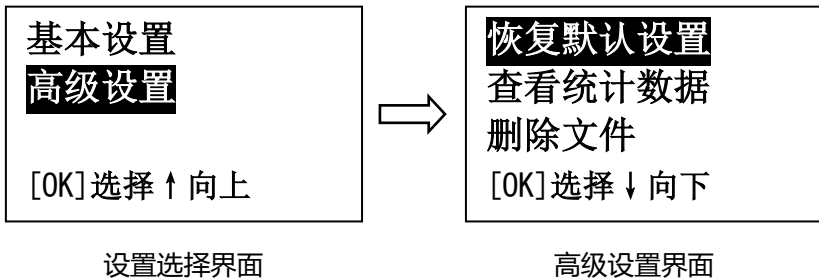 基本设置
高级设置
[OK]选择↑向上
恢复默认设置
查看统计数据
删除文件
[OK]选择↓向下
设置选择界面
高级设置界面